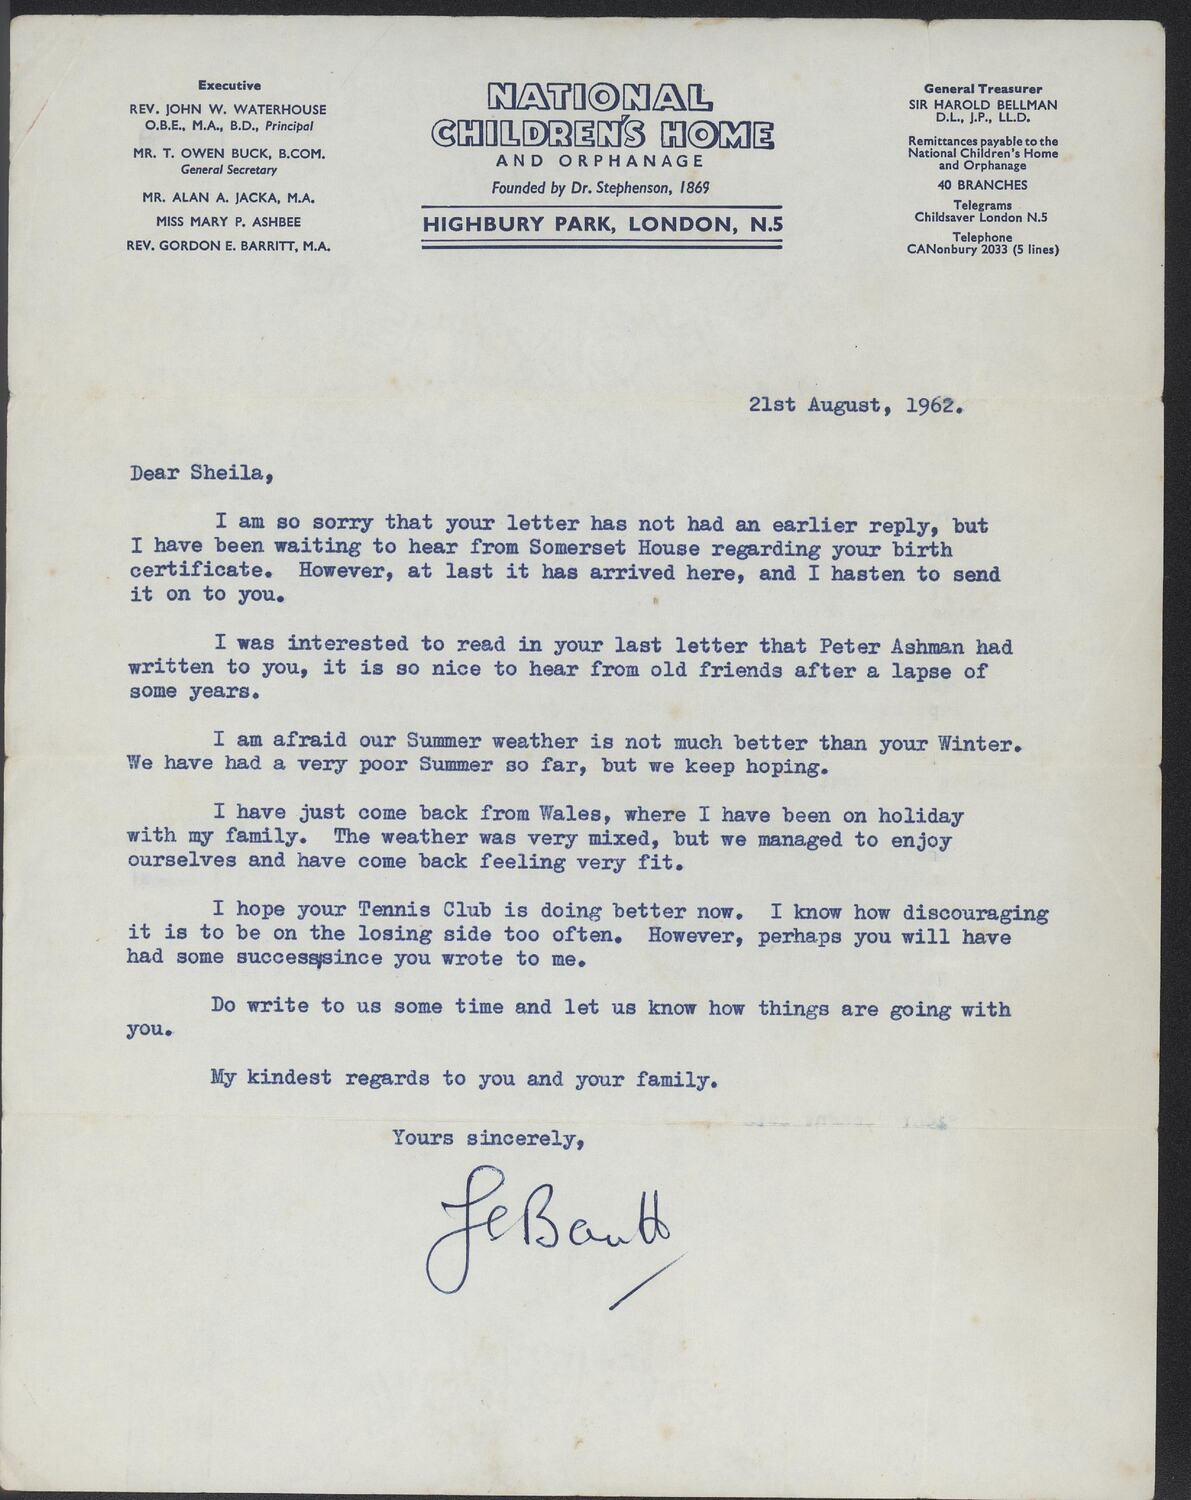 Executive
REV. JOHN W. WATERHOUSE
O.B.E., M.A., B.D., Principal
MR. T. OWEN BUCK, B.COM.
General Secretary
MR. ALAN A. JACKA, M.A.
MISS MARY P. ASHBEE
REV. GORDON E. BARRITT, M.A.
NATIONAL
CHILDREN'S HOME
AND ORPHANAGE
Founded by Dr. Stephenson, 1869
HIGHBURY PARK, LONDON, N.5
General Treasurer
SIR HAROLD BELLMAN
D.L., J.P., LL.D.
Remittances payable to the
National Children's Home
and Orphanage
40 BRANCHES
Telegrams
Childsaver London N.5
Telephone
CANonbury 2033 (5 lines)
21st August, 1962.
Dear Sheila,
I am so sorry that your letter has not had an earlier reply, but
I have been waiting to hear from Somerset House regarding your birth
certificate. However, at last it has arrived here, and I hasten to send
it on to you.
I was interested to read in your last letter that Peter Ashman had
written to you, it is so nice to hear from old friends after a lapse of
some years.
I am afraid our Summer weather is not much better than your Winter.
We have had a very poor Summer so far, but we keep hoping.
I have just come back from Wales, where I have been on holiday
with my family. The weather was very mixed, but we managed to enjoy
ourselves and have come back feeling very fit.
I hope your Tennis Club is doing better now. I know how discouraging
it is to be on the losing side too often. However, perhaps you will have
had some success since you wrote to me.
Do write to us some time and let us know how things are going with
you.
My kindest regards to you and your family.
Yours sincerely,